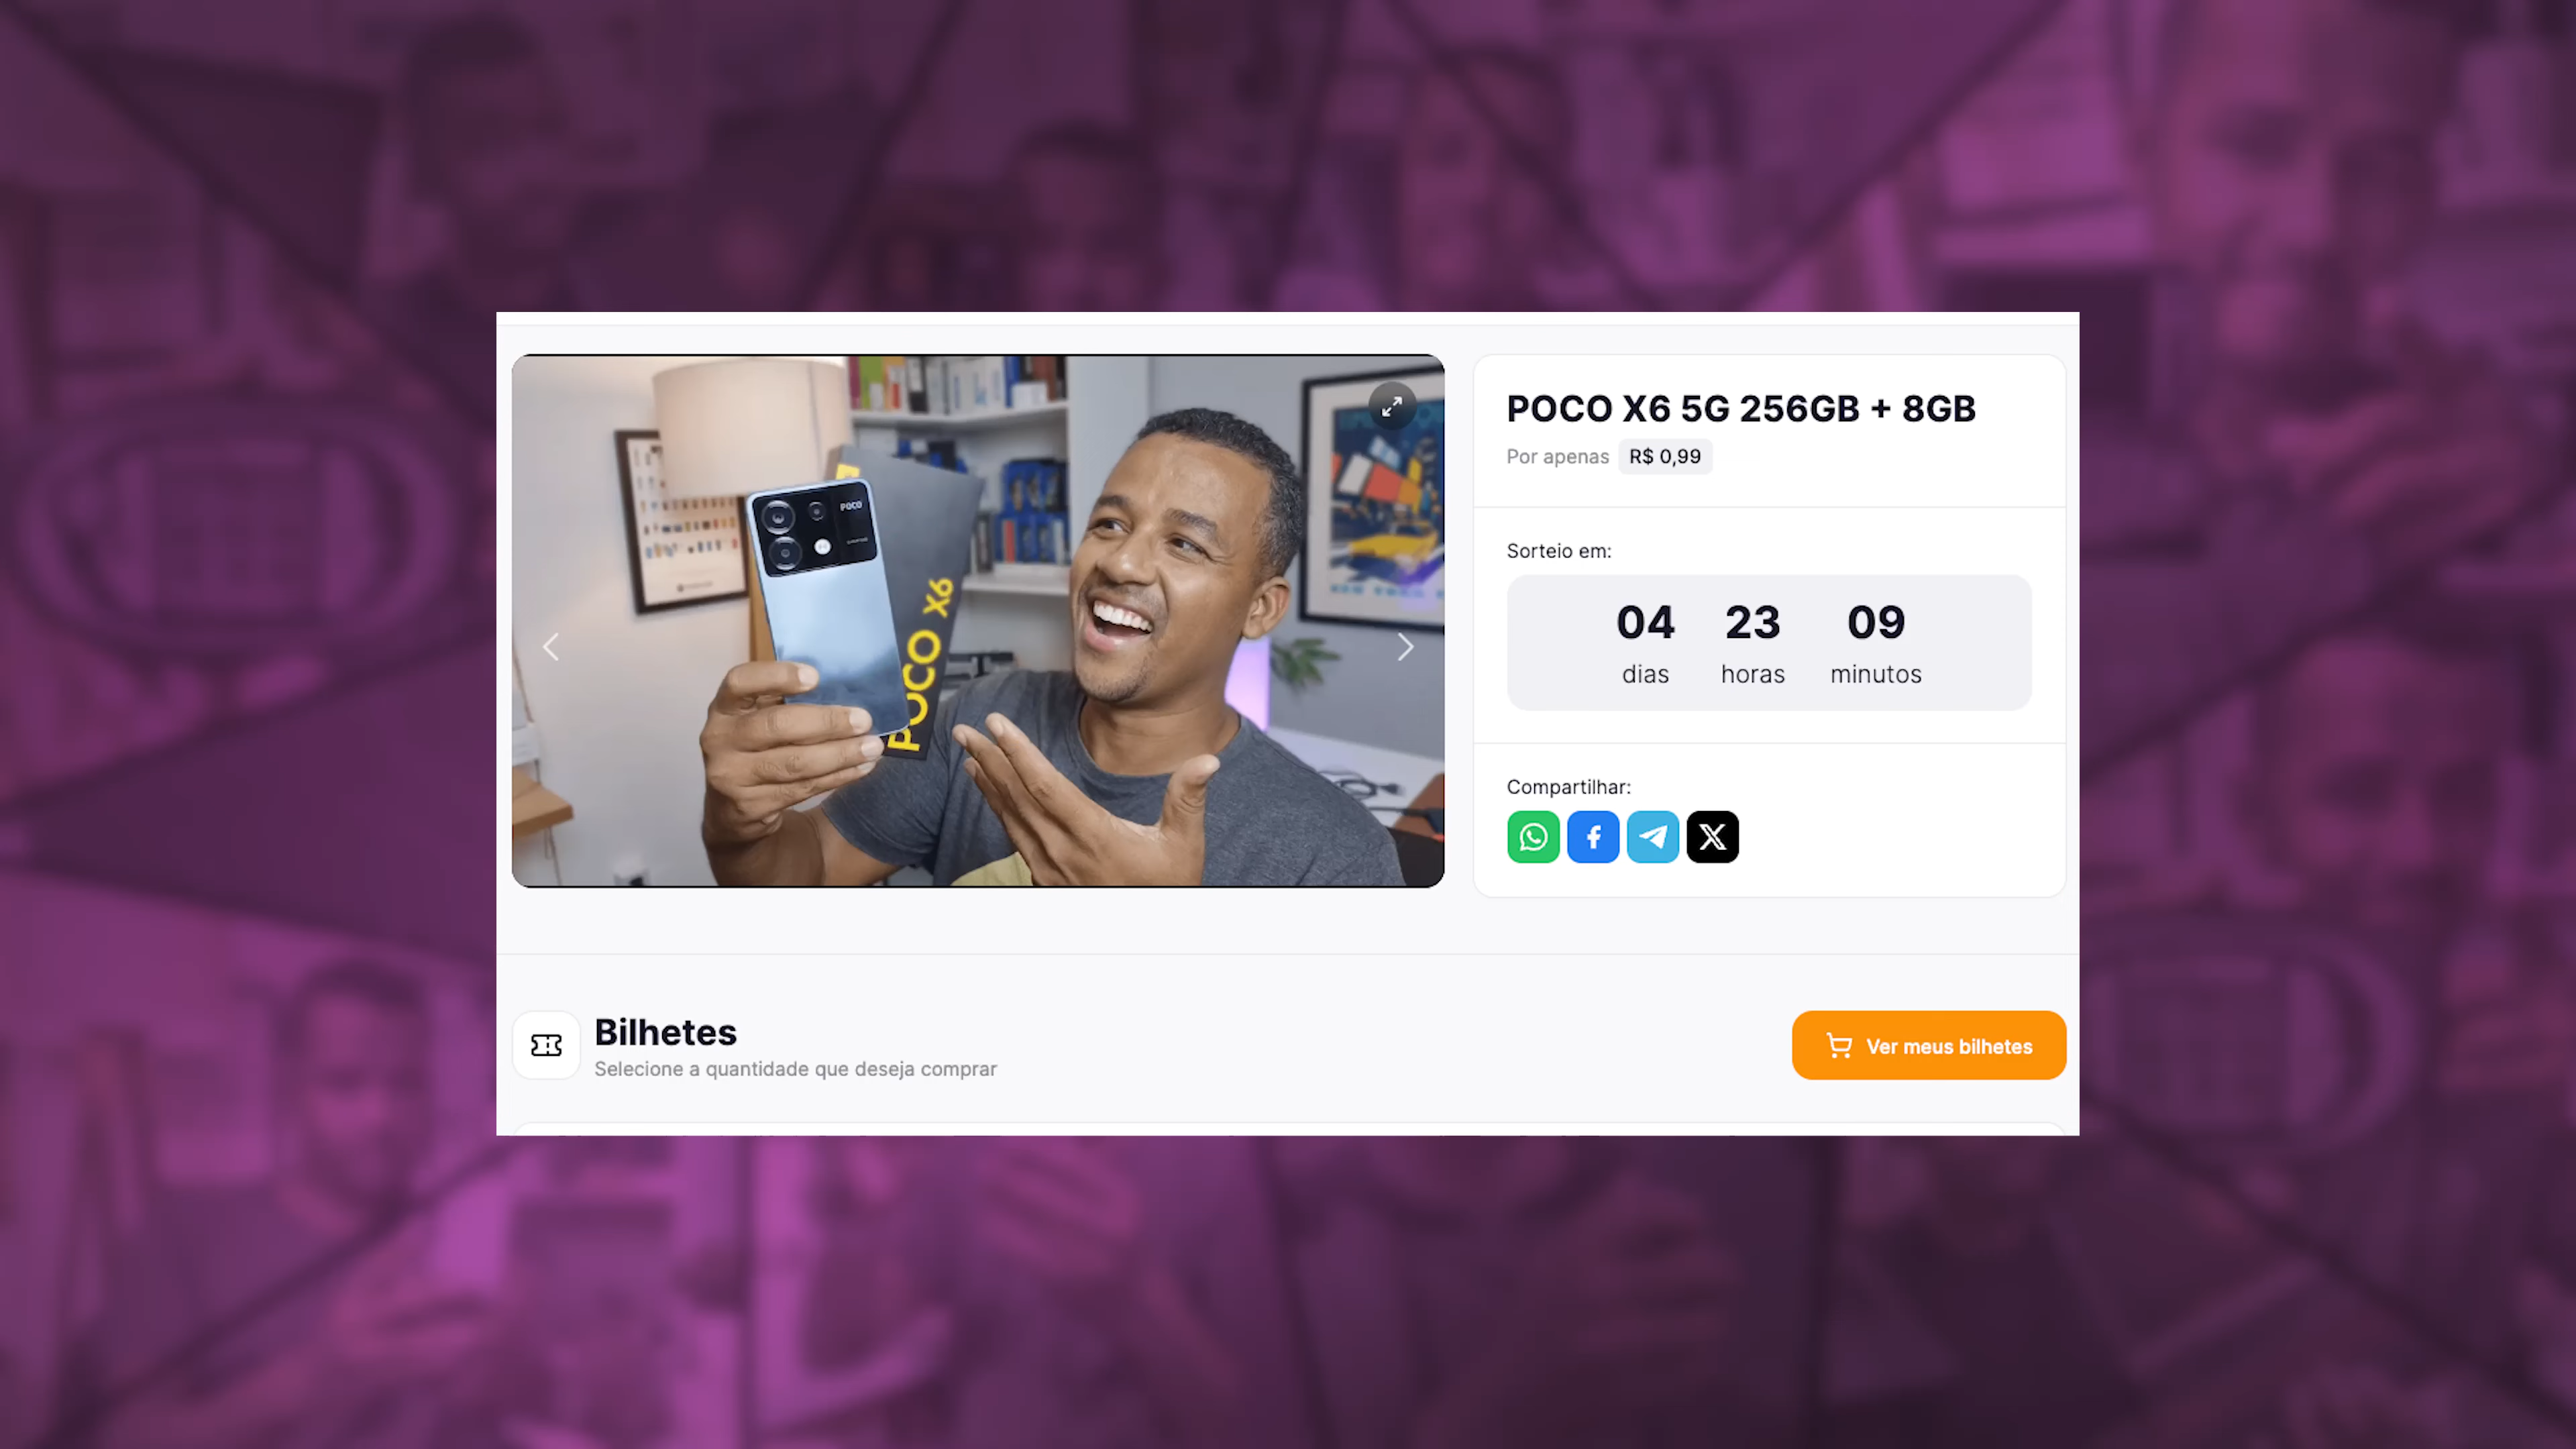 POCO
POCO X6
POCO X6 5G 256GB + 8GB
Por apenas R$ 0,99
Sorteio em:
04 23 09
dias horas minutos
Compartilhar:
Bilhetes
Selecione a quantidade que deseja comprar
Ver meus bilhetes